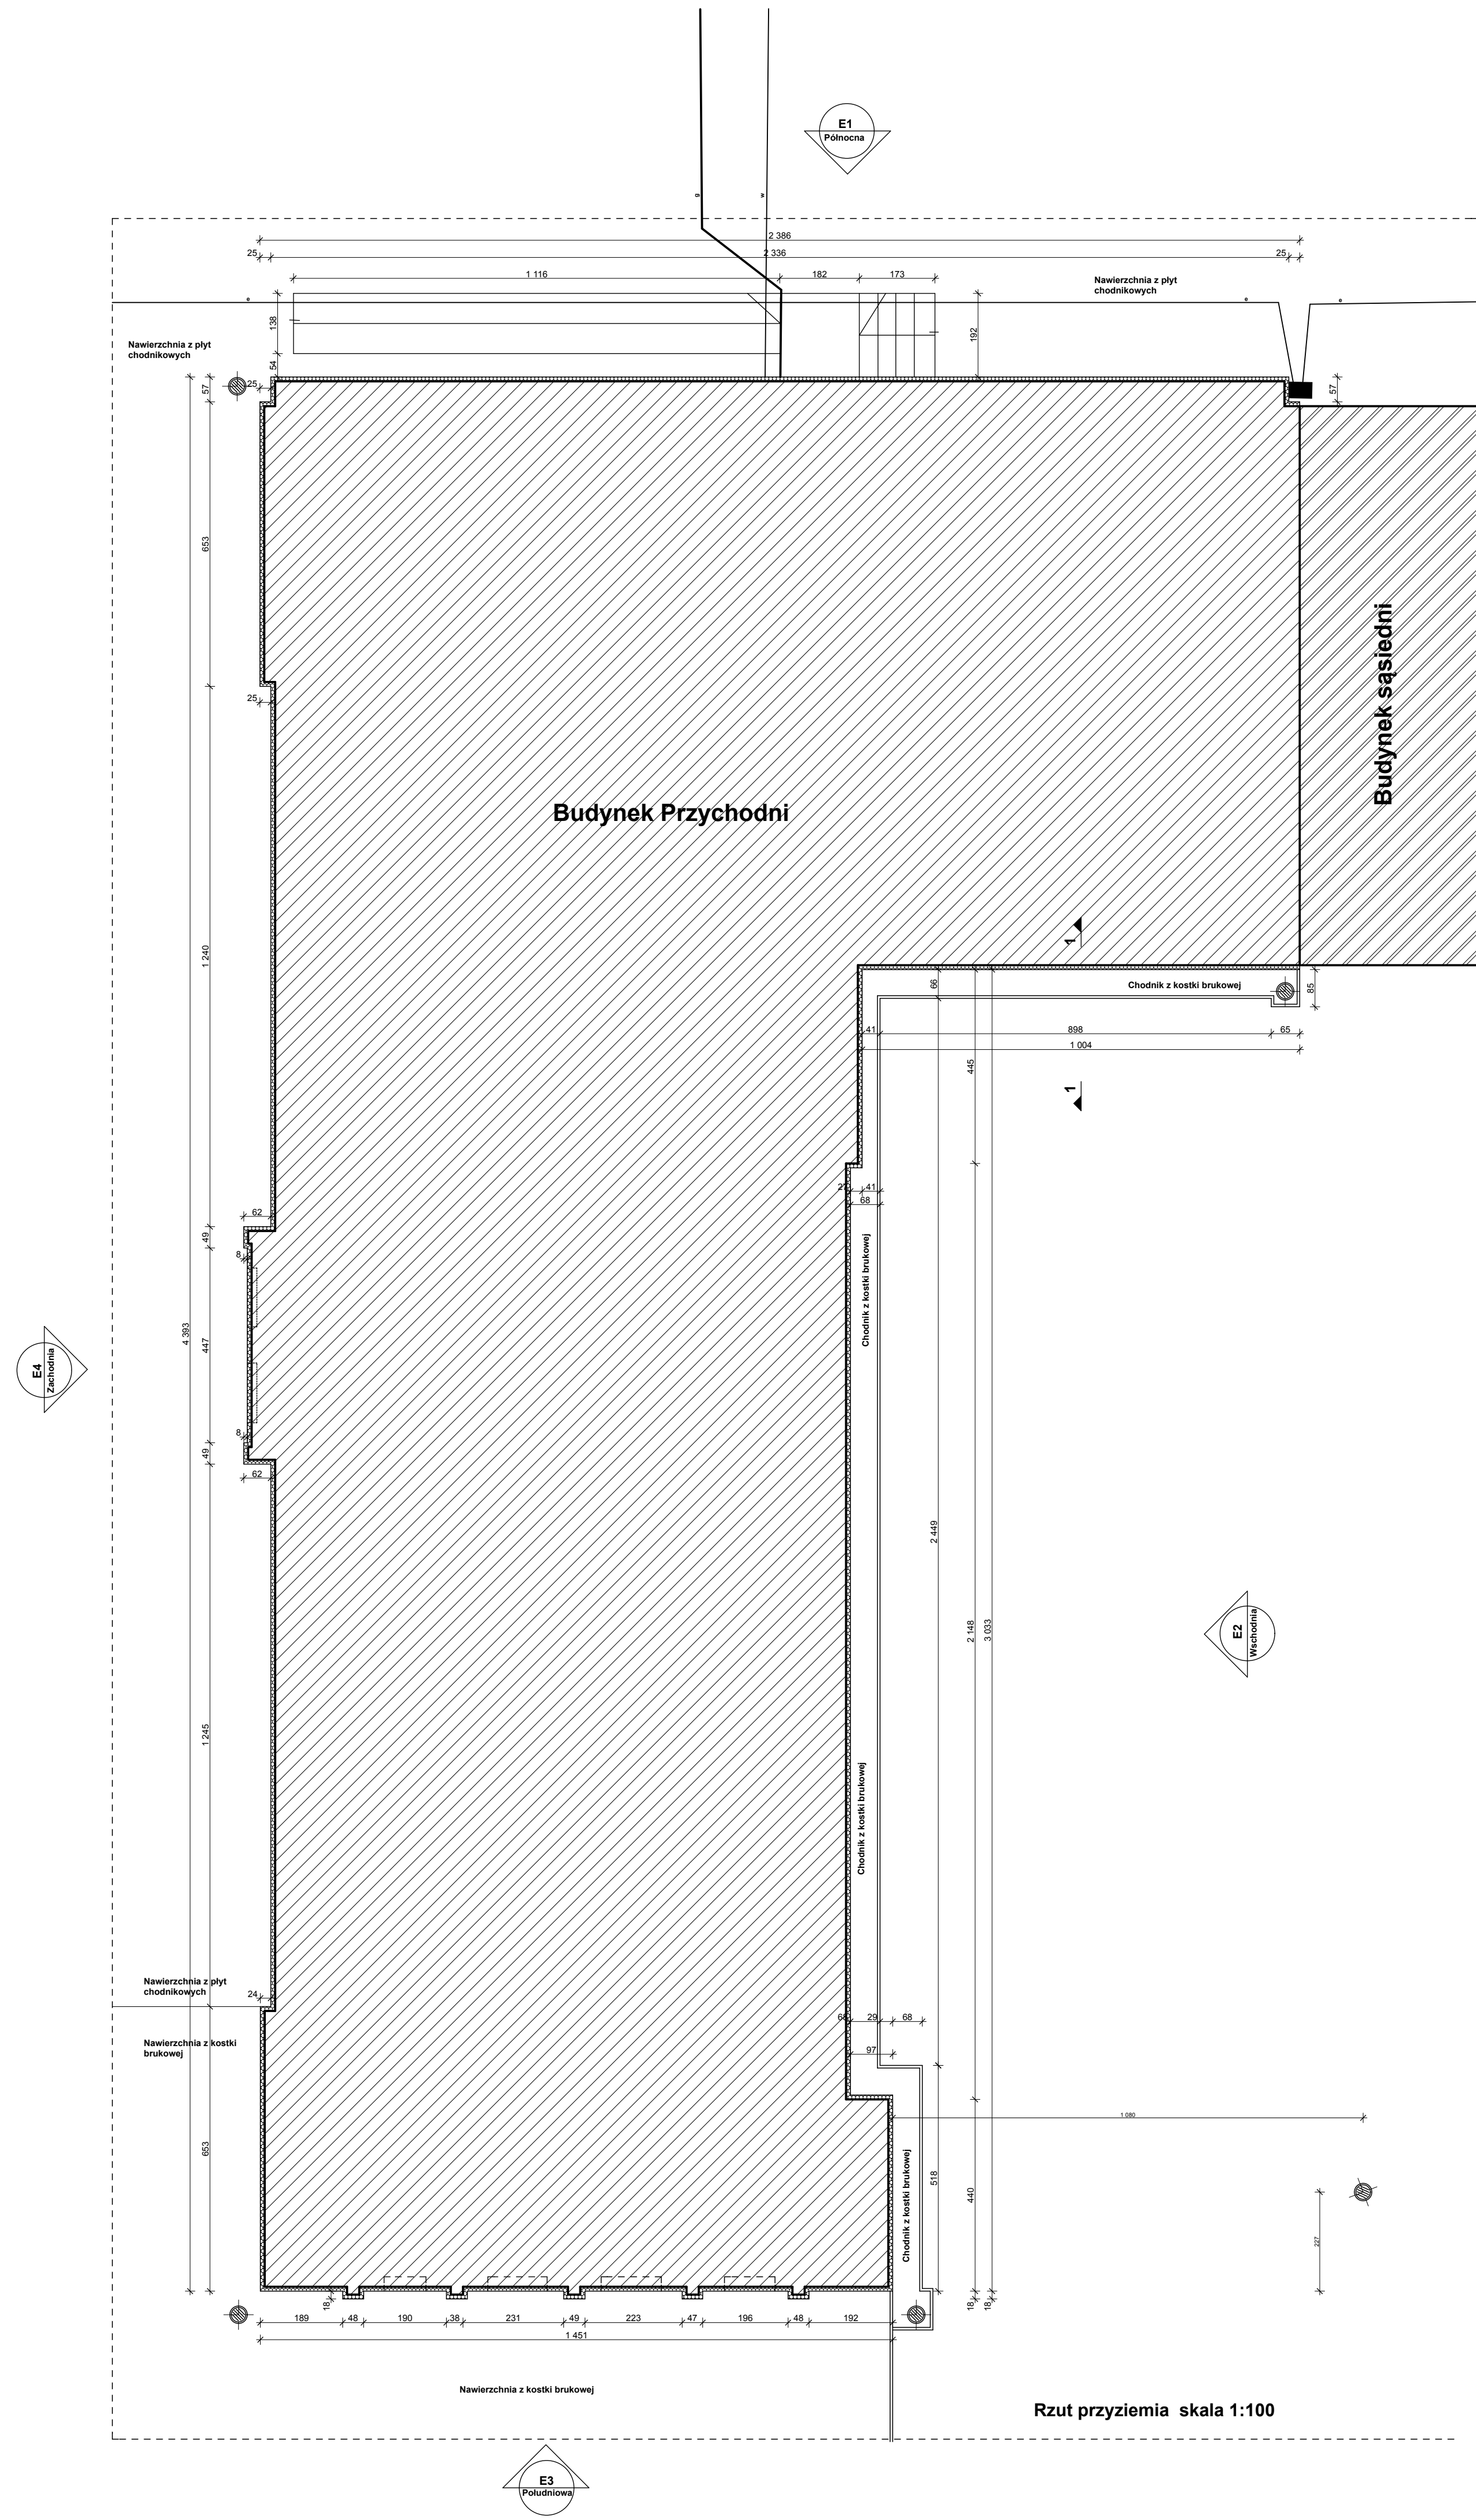 E1
Północna
g
w
2 386
25
2 336
25
1 116
182
173
Nawierzchnia z płyt
chodnikowych
e
e
e
138
192
Nawierzchnia z płyt
chodnikowych
54
57
25
57
653
25
Budynek sąsiedni
Budynek Przychodni
1
1 240
66
Chodnik z kostki brukowej
85
41
898
65
1 004
445
1
27
41
68
62
49
8
Chodnik z kostki brukowej
4 393
447
E4
Zachodnia
8
49
62
2 449
2 148
3 033
E2
Wschodnia
1 245
Chodnik z kostki brukowej
Nawierzchnia z płyt
chodnikowych
24
68
29
68
Nawierzchnia z kostki
brukowej
97
1 080
653
Chodnik z kostki brukowej
518
440
227
18
18
18
189
48
190
38
231
49
223
47
196
48
192
1 451
Nawierzchnia z kostki brukowej
Rzut przyziemia skala 1:100
E3
Południowa